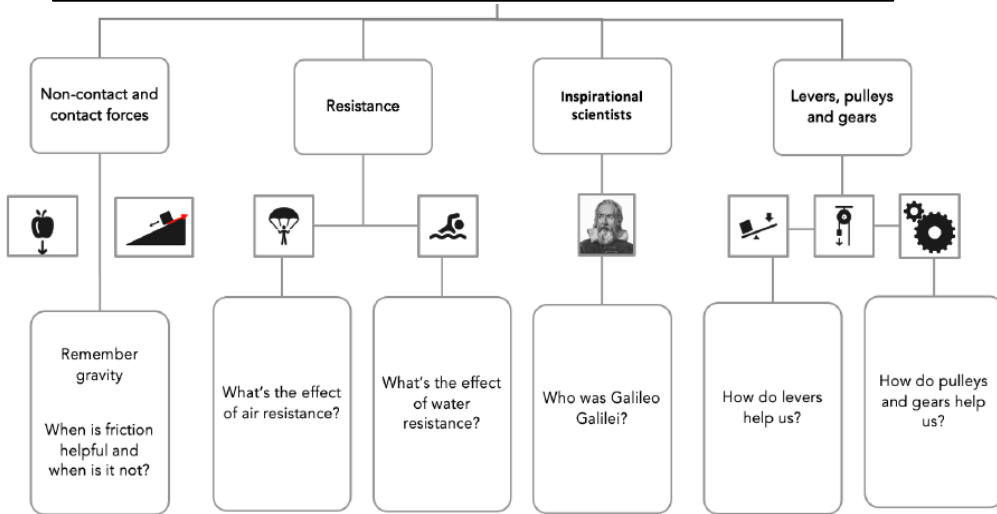 Non-contact and
contact forces
Resistance
Inspirational
scientists
Levers, pulleys
and gears
Remember
gravity
When is friction
helpful and
when is it not?
What's the effect
of air resistance?
What's the effect
of water
resistance?
Who was Galileo
Galilei?
How do levers
help us?
How do pulleys
and gears help
us?